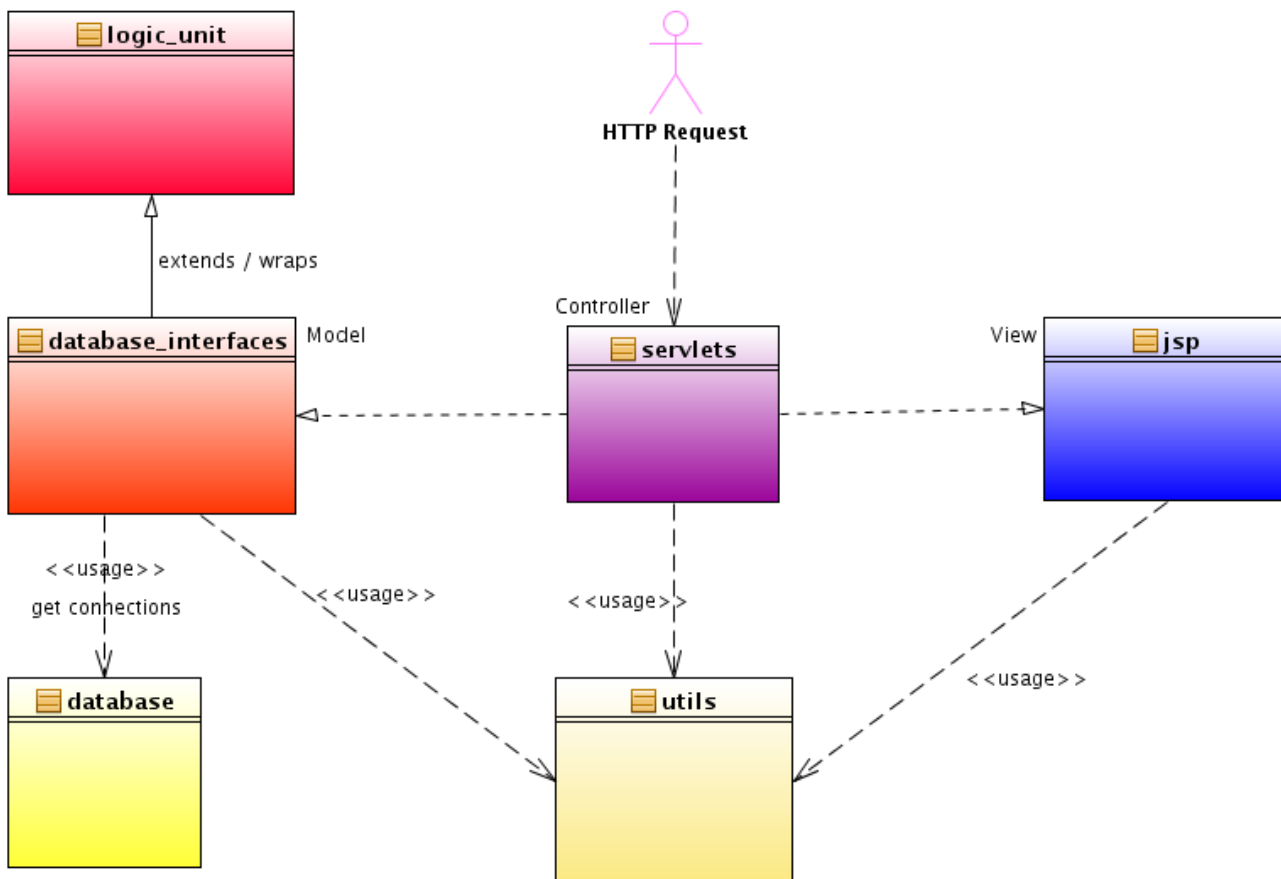 logic_unit
HTTP Request
extends / wraps
Controller
database_interfaces
Model
servlets
View
jsp
<<usage>>
get connections
<<usage>>
<<usage>>
<<usage>>
database
utils